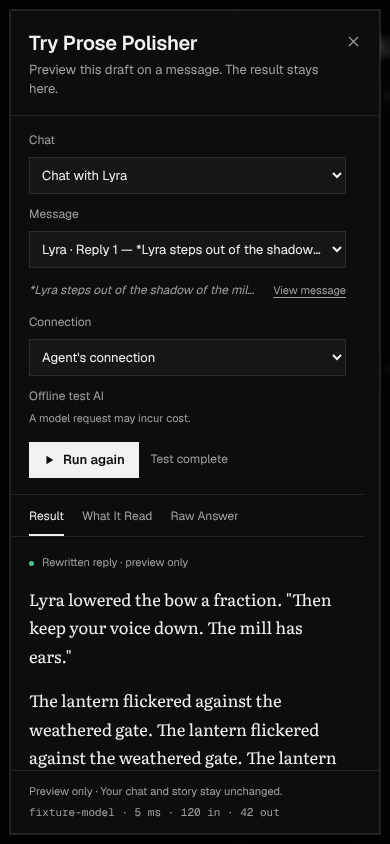 Try Prose Polisher
Preview this draft on a message. The result stays
here.
Chat
Chat with Lyra
Message
Lyra · Reply 1 — *Lyra steps out of the shadow...
*Lyra steps out of the shadow of the mil... View message
Connection
Agent's connection
Offline test AI
A model request may incur cost.
Run again Test complete
Result What It Read Raw Answer
Rewritten reply · preview only
Lyra lowered the bow a fraction. "Then
keep your voice down. The mill has
ears."
The lantern flickered against the
weathered gate. The lantern flickered
against the weathered gate. The lantern
Preview only · Your chat and story stay unchanged.
fixture-model · 5 ms · 120 in · 42 out